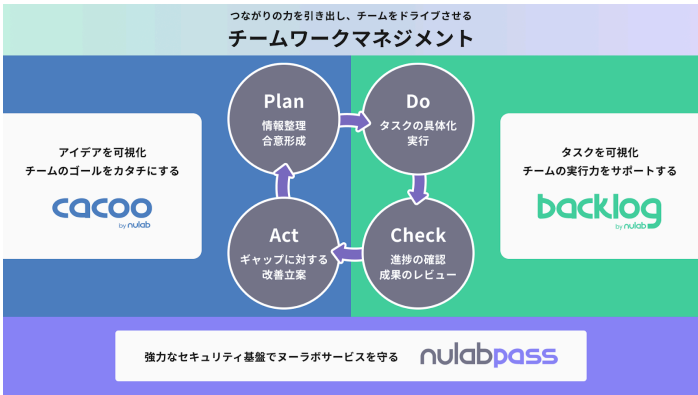 つながりの力を引き出し、チームをドライブさせる
チームワークマネジメント
Plan
情報整理
合意形成
Do
タスクの具体化
実行
アイデアを可視化
チームのゴールをカタチにする
cacoo
by nulab
タスクを可視化
チームの実行力をサポートする
backlog
by nulab
Act
ギャップに対する
改善立案
Check
進捗の確認
成果のレビュー
強力なセキュリティ基盤でヌーラボサービスを守る
nulabpass